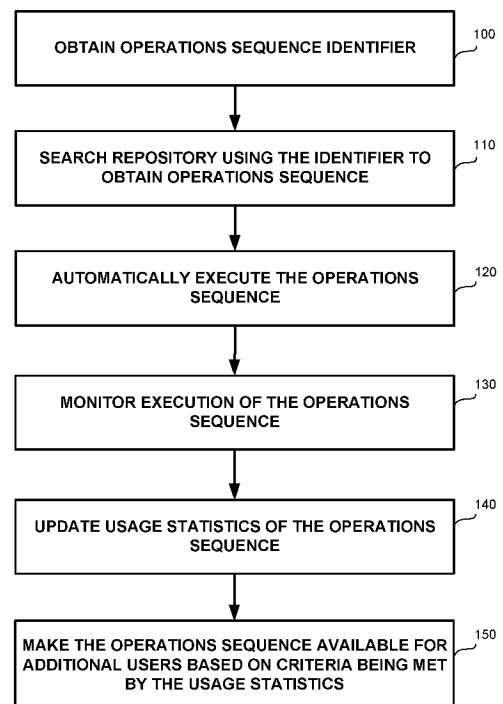 OBTAIN OPERATIONS SEQUENCE IDENTIFIER
100
SEARCH REPOSITORY USING THE IDENTIFIER TO
OBTAIN OPERATIONS SEQUENCE
110
AUTOMATICALLY EXECUTE THE OPERATIONS
SEQUENCE
120
MONITOR EXECUTION OF THE OPERATIONS
SEQUENCE
130
UPDATE USAGE STATISTICS OF THE OPERATIONS
SEQUENCE
140
MAKE THE OPERATIONS SEQUENCE AVAILABLE FOR
ADDITIONAL USERS BASED ON CRITERIA BEING MET
BY THE USAGE STATISTICS
150